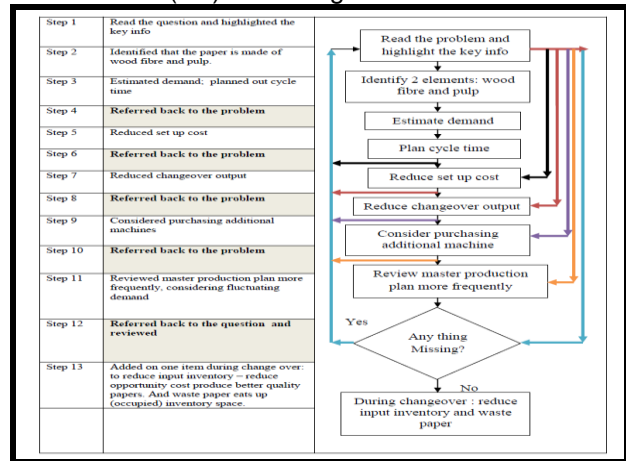 Step 1 Read the question and highlighted the
key info
Step 2 Identified that the paper is made of
wood fibre and pulp.
Step 3 Estimated demand; planned out cycle
time
Step 4 Referred back to the problem
Step 5 Reduced set up cost
Step 6 Referred back to the problem
Step 7 Reduced changeover output
Step 8 Referred back to the problem
Step 9 Considered purchasing additional
machines
Step 10 Referred back to the problem
Step 11 Reviewed master production plan more
frequently, considering fluctuating
demand
Step 12 Referred back to the question and
reviewed
Step 13 Added on one item during change over:
to reduce input inventory – reduce
opportunity cost produce better quality
papers. And waste paper eats up
(occupied) inventory space.
Read the problem and
highlight the key info
Identify 2 elements: wood
fibre and pulp
Estimate demand
Plan cycle time
Reduce set up cost
Reduce changeover output
Consider purchasing
additional machine
Review master production
plan more frequently
Yes
Any thing
Missing?
No
During changeover : reduce
input inventory and waste
paper